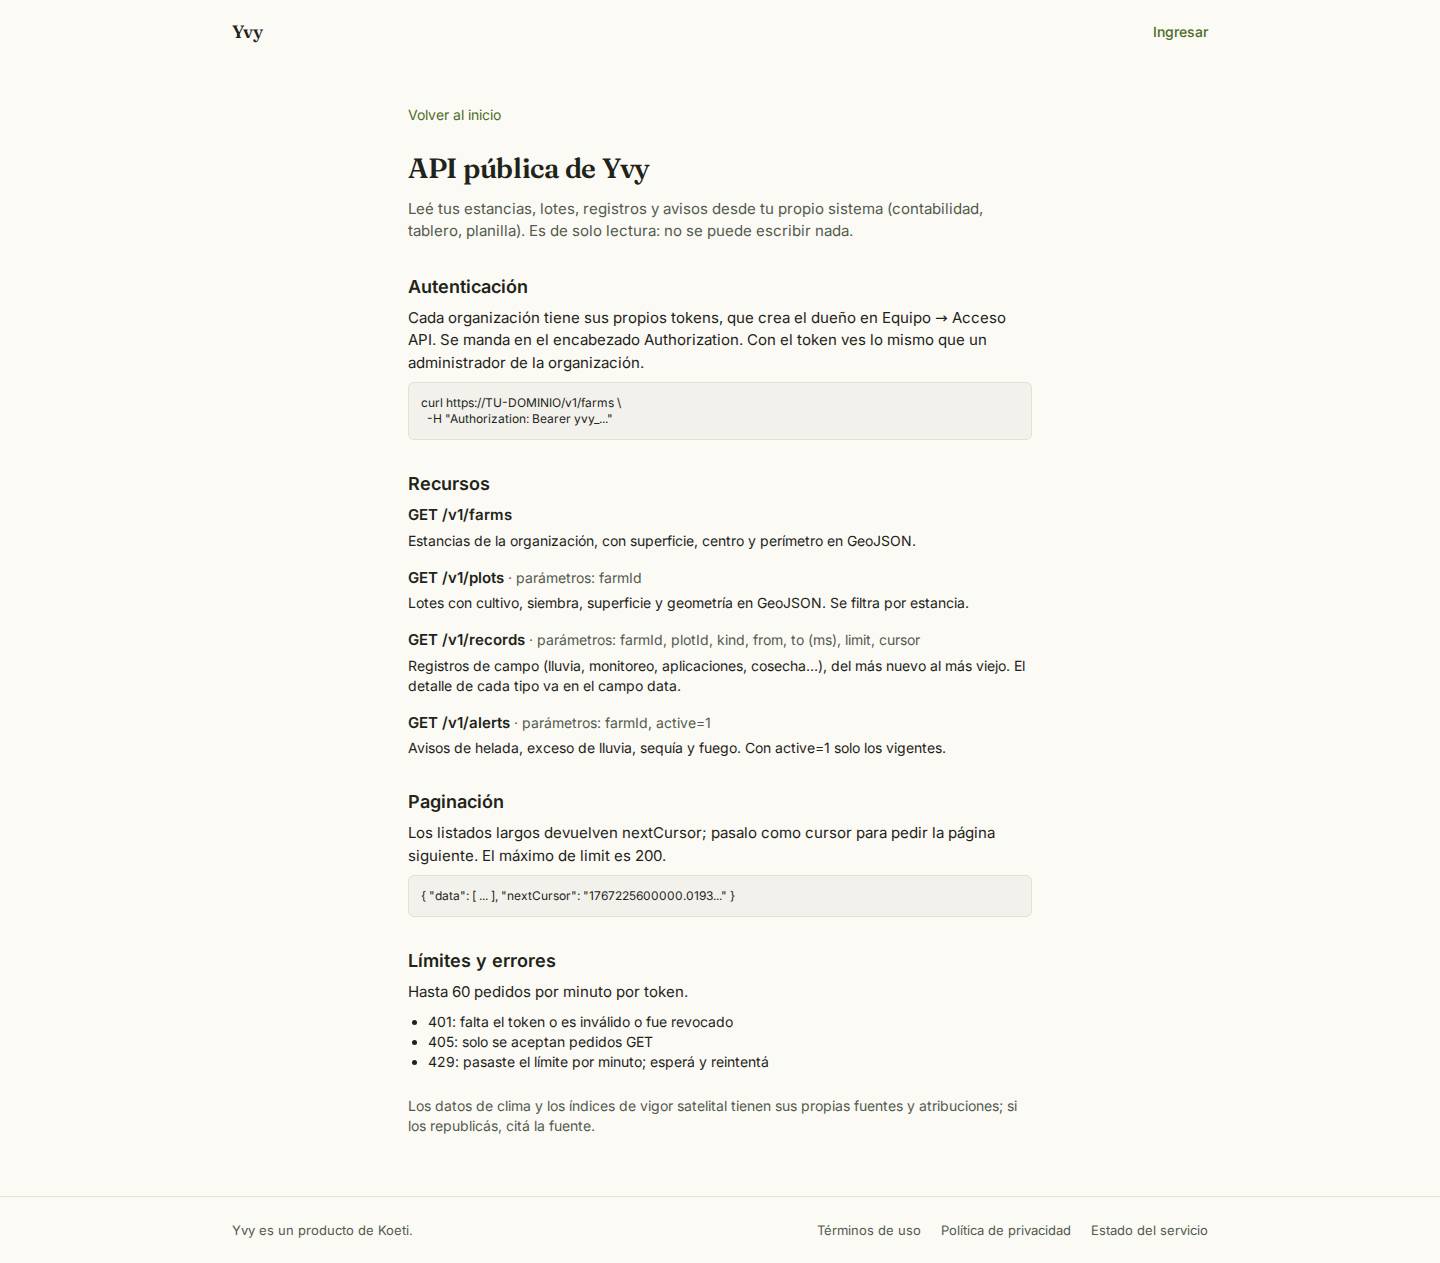 Yvy
Ingresar
Volver al inicio
API pública de Yvy
Leé tus estancias, lotes, registros y avisos desde tu propio sistema (contabilidad,
tablero, planilla). Es de solo lectura: no se puede escribir nada.
Autenticación
Cada organización tiene sus propios tokens, que crea el dueño en Equipo → Acceso
API. Se manda en el encabezado Authorization. Con el token ves lo mismo que un
administrador de la organización.
curl https://TU-DOMINIO/v1/farms \
-H "Authorization: Bearer yvy_..."
Recursos
GET /v1/farms
Estancias de la organización, con superficie, centro y perímetro en GeoJSON.
GET /v1/plots · parámetros: farmId
Lotes con cultivo, siembra, superficie y geometría en GeoJSON. Se filtra por estancia.
GET /v1/records · parámetros: farmId, plotId, kind, from, to (ms), limit, cursor
Registros de campo (lluvia, monitoreo, aplicaciones, cosecha…), del más nuevo al más viejo. El
detalle de cada tipo va en el campo data.
GET /v1/alerts · parámetros: farmId, active=1
Avisos de helada, exceso de lluvia, sequía y fuego. Con active=1 solo los vigentes.
Paginación
Los listados largos devuelven nextCursor; pasalo como cursor para pedir la página
siguiente. El máximo de limit es 200.
{ "data": [ ... ], "nextCursor": "1767225600000.0193..." }
Límites y errores
Hasta 60 pedidos por minuto por token.
• 401: falta el token o es inválido o fue revocado
• 405: solo se aceptan pedidos GET
• 429: pasaste el límite por minuto; esperá y reintentá
Los datos de clima y los índices de vigor satelital tienen sus propias fuentes y atribuciones; si
los republicás, citá la fuente.
Yvy es un producto de Koeti.
Términos de uso
Política de privacidad
Estado del servicio